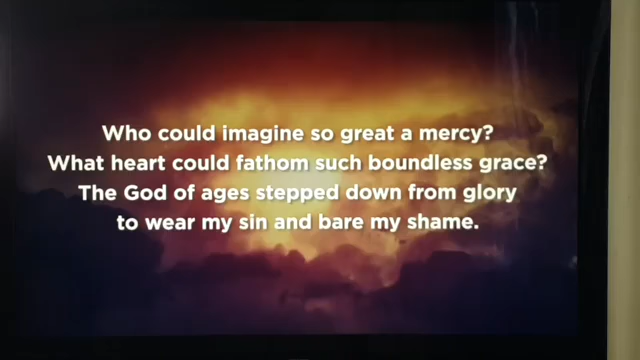 Who could imagine so great a mercy?
What heart could fathom such boundless grace?
The God of ages stepped down from glory
to wear my sin and bare my shame.